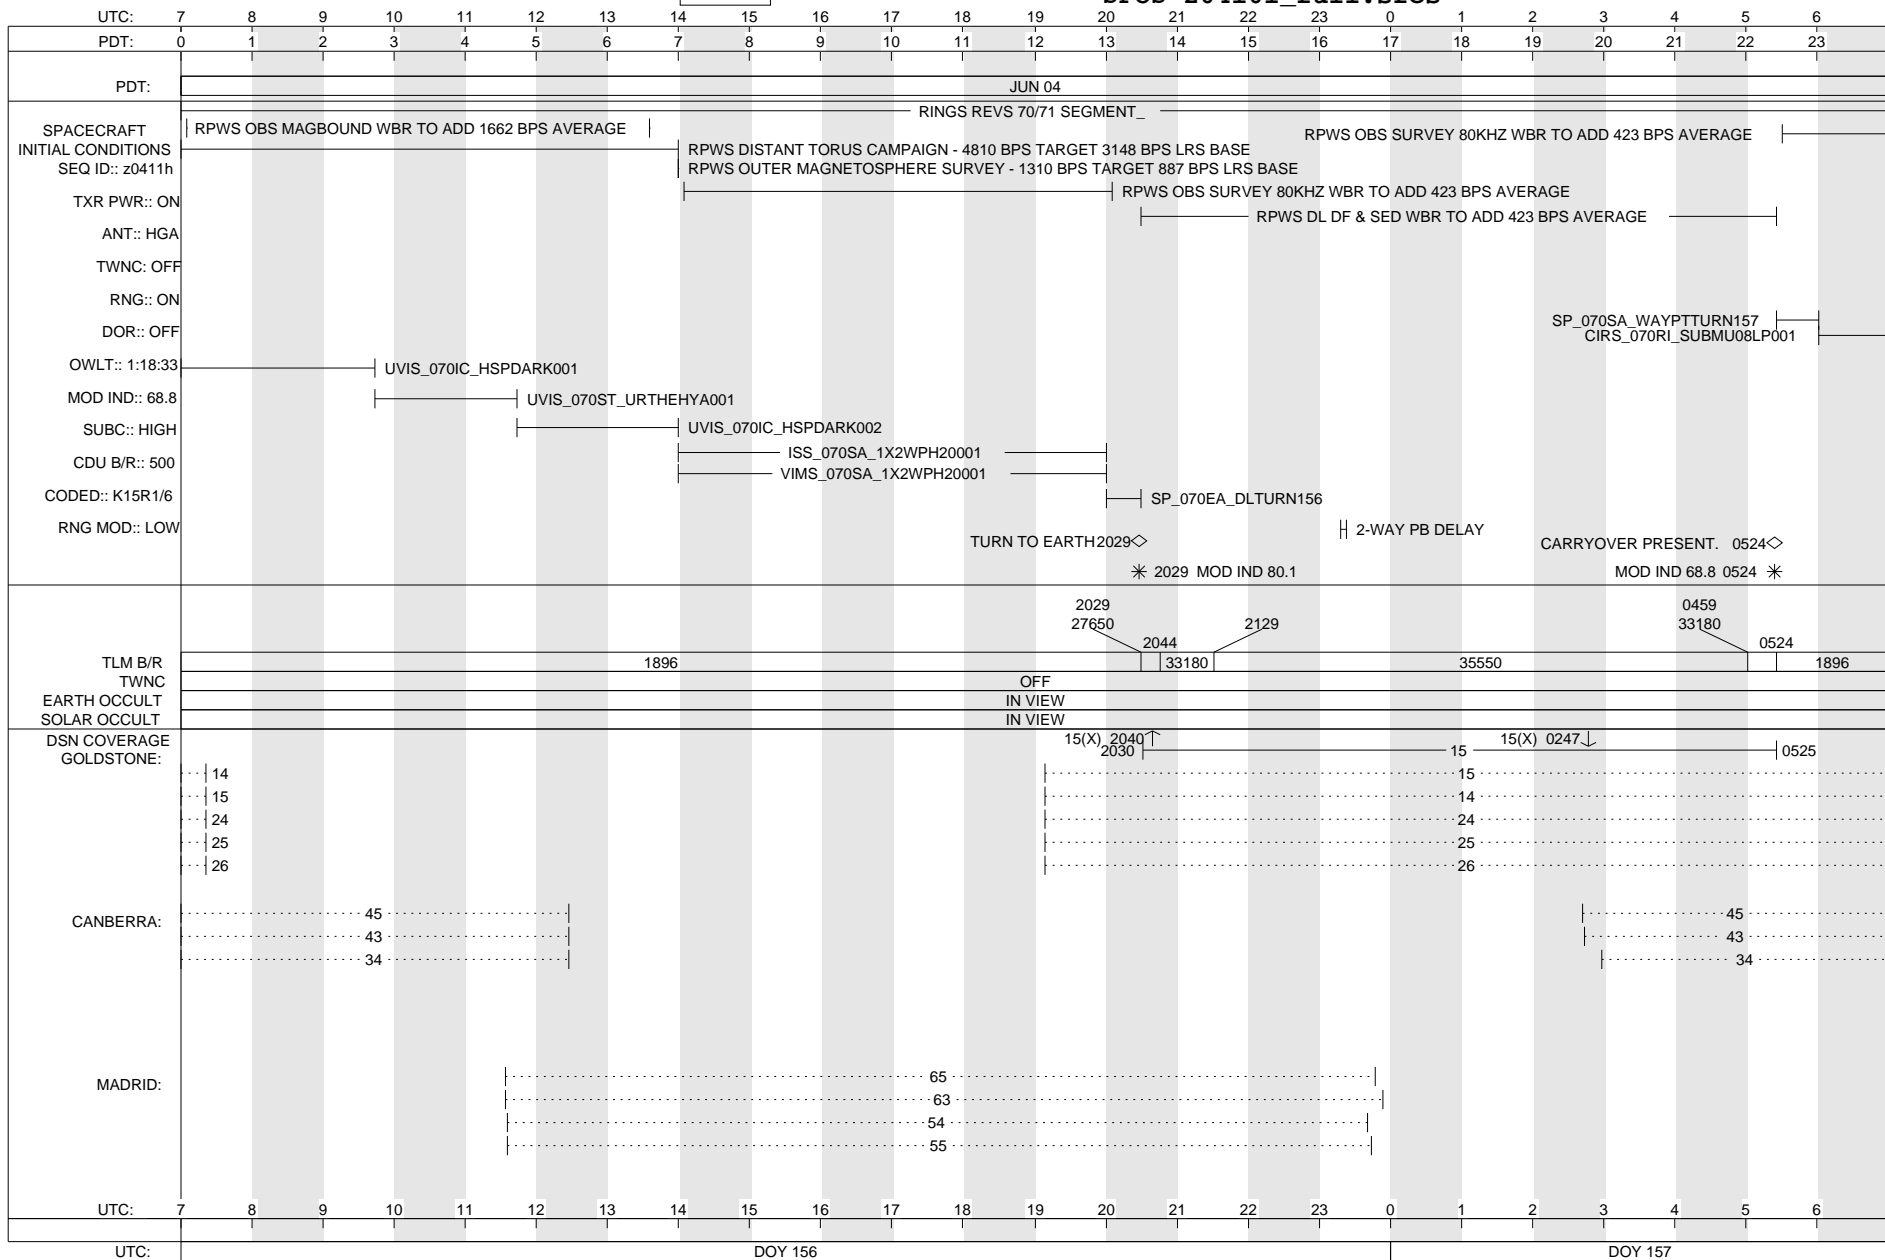 UTC: 7 8 9 10 11 12 13 14 15 16 17 18 19 20 21 22 23 0 1 2 3 4 5 6
PDT: 0 1 2 3 4 5 6 7 8 9 10 11 12 13 14 15 16 17 18 19 20 21 22 23
PDT: JUN 04
RINGS REVS 70/71 SEGMENT_
SPACECRAFT RPWS OBS MAGBOUND WBR TO ADD 1662 BPS AVERAGE RPWS OBS SURVEY 80KHZ WBR TO ADD 423 BPS AVERAGE
INITIAL CONDITIONS RPWS DISTANT TORUS CAMPAIGN - 4810 BPS TARGET 3148 BPS LRS BASE
SEQ ID:: z0411h RPWS OUTER MAGNETOSPHERE SURVEY - 1310 BPS TARGET 887 BPS LRS BASE
RPWS OBS SURVEY 80KHZ WBR TO ADD 423 BPS AVERAGE
TXR PWR:: ON
RPWS DL DF & SED WBR TO ADD 423 BPS AVERAGE
ANT:: HGA
TWNC: OFF
RNG:: ON
SP_070SA_WAYPTTURN157
DOR:: OFF CIRS_070RI_SUBMU08LP001
OWLT:: 1:18:33 UVIS_070IC_HSPDARK001
MOD IND:: 68.8 UVIS_070ST_URTHEHYA001
SUBC:: HIGH UVIS_070IC_HSPDARK002
ISS_070SA_1X2WPH20001
CDU B/R:: 500
VIMS_070SA_1X2WPH20001
CODED:: K15R1/6 SP_070EA_DLTURN156
RNG MOD:: LOW 2-WAY PB DELAY
TURN TO EARTH 2029 CARRYOVER PRESENT. 0524
2029 MOD IND 80.1 MOD IND 68.8 0524
2029 0459
27650 2129 33180
2044 0524
TLM B/R 1896 33180 35550 1896
TWNC OFF
EARTH OCCULT IN VIEW
SOLAR OCCULT IN VIEW
DSN COVERAGE 15(X) 2040 15(X) 0247
GOLDSTONE: 2030 15 0525
14 15
15 14
24 24
25 25
26 26
CANBERRA: 45 45
43 43
34 34
MADRID: 65
63
54
55
UTC: 7 8 9 10 11 12 13 14 15 16 17 18 19 20 21 22 23 0 1 2 3 4 5 6
UTC: DOY 156 DOY 157